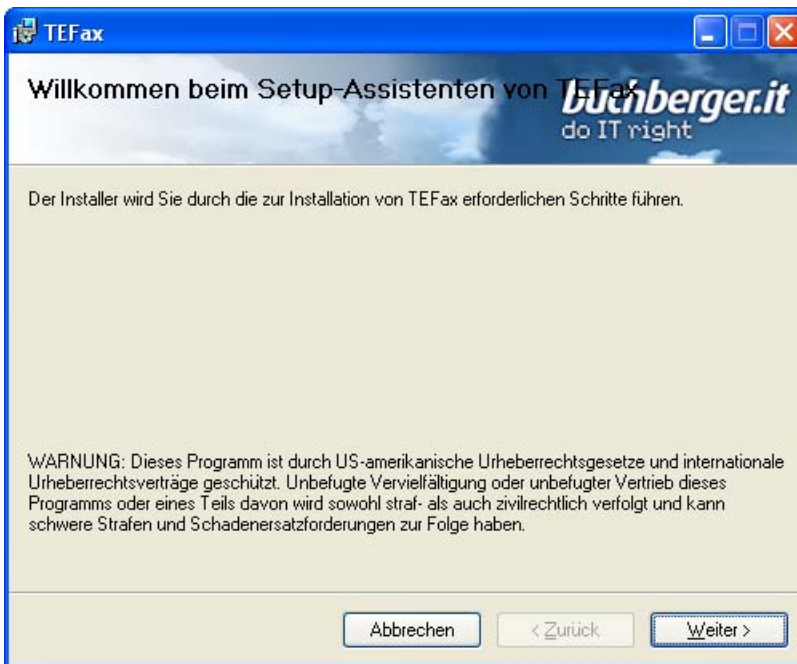 TEFax
Willkommen beim Setup-Assistenten von TEFax
buchberger.it
do IT right
Der Installer wird Sie durch die zur Installation von TEFax erforderlichen Schritte führen.
WARNUNG: Dieses Programm ist durch US-amerikanische Urheberrechtsgesetze und internationale
Urheberrechtsverträge geschützt. Unbefugte Vervielfältigung oder unbefugter Vertrieb dieses
Programms oder eines Teils davon wird sowohl straf- als auch zivilrechtlich verfolgt und kann
schwere Strafen und Schadenersatzforderungen zur Folge haben.
Abbrechen
< Zurück
Weiter >